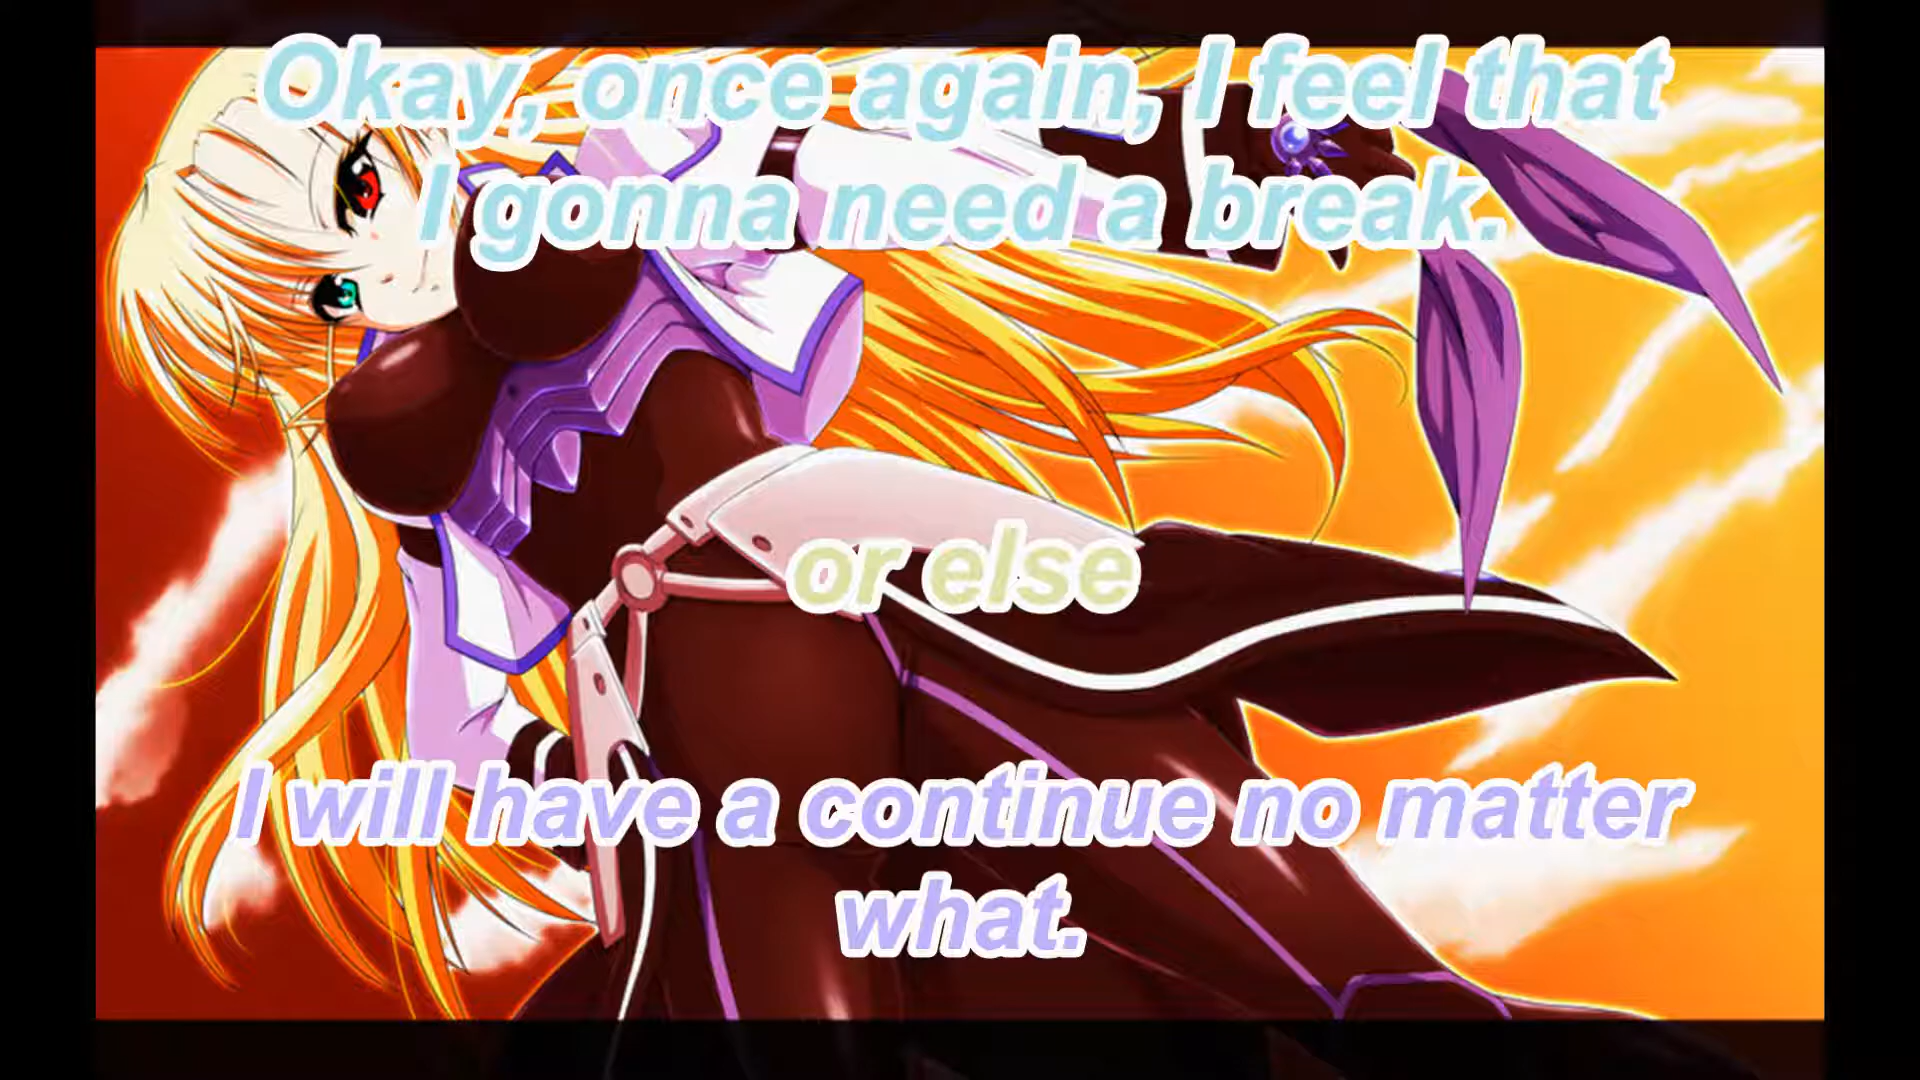 Okay, once again, I feel that
I gonna need a break.
or else
I will have a continue no matter
what.